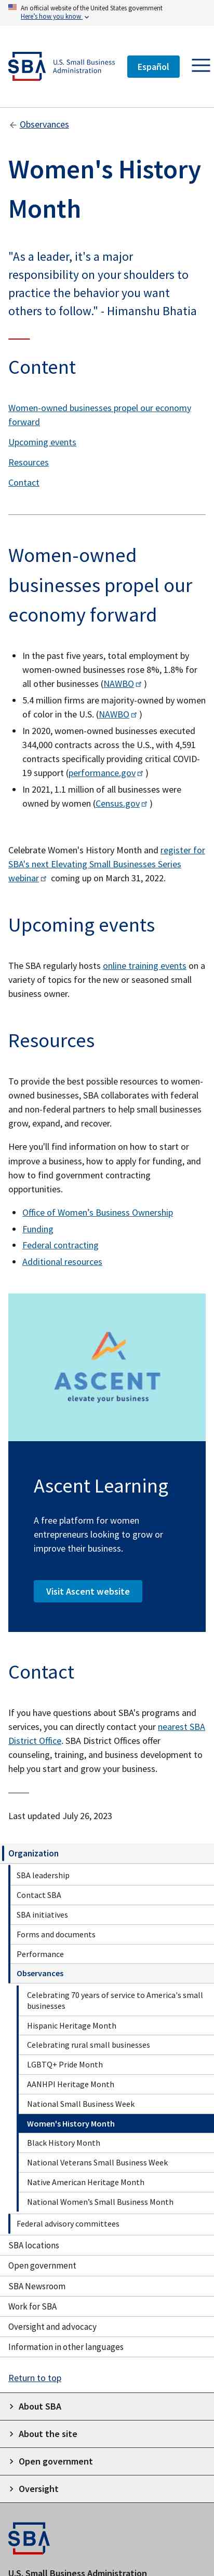 An official website of the United States government
Here's how you know
SBA
U.S. Small Business
Administration
Español
Observances
Women's History
Month
"As a leader, it's a major
responsibility on your shoulders to
practice the behavior you want
others to follow." - Himanshu Bhatia
Content
Women-owned businesses propel our economy
forward
Upcoming events
Resources
Contact
Women-owned
businesses propel our
economy forward
In the past five years, total employment by
women-owned businesses rose 8%, 1.8% for
all other businesses (NAWBO )
5.4 million firms are majority-owned by women
of color in the U.S. (NAWBO )
In 2020, women-owned businesses executed
344,000 contracts across the U.S., with 4,591
contracts specifically providing critical COVID-
19 support (performance.gov )
In 2021, 1.1 million of all businesses were
owned by women (Census.gov )
Celebrate Women's History Month and register for
SBA's next Elevating Small Businesses Series
webinar coming up on March 31, 2022.
Upcoming events
The SBA regularly hosts online training events on a
variety of topics for the new or seasoned small
business owner.
Resources
To provide the best possible resources to women-
owned businesses, SBA collaborates with federal
and non-federal partners to help small businesses
grow, expand, and recover.
Here you'll find information on how to start or
improve a business, how to apply for funding, and
how to find government contracting
opportunities.
Office of Women's Business Ownership
Funding
Federal contracting
Additional resources
ASCENT
elevate your business
Ascent Learning
A free platform for women
entrepreneurs looking to grow or
improve their business.
Visit Ascent website
Contact
If you have questions about SBA's programs and
services, you can directly contact your nearest SBA
District Office. SBA District Offices offer
counseling, training, and business development to
help you start and grow your business.
Last updated July 26, 2023
Organization
SBA leadership
Contact SBA
SBA initiatives
Forms and documents
Performance
Observances
Celebrating 70 years of service to America's small
businesses
Hispanic Heritage Month
Celebrating rural small businesses
LGBTQ+ Pride Month
AANHPI Heritage Month
National Small Business Week
Women's History Month
Black History Month
National Veterans Small Business Week
Native American Heritage Month
National Women's Small Business Month
Federal advisory committees
SBA locations
Open government
SBA Newsroom
Work for SBA
Oversight and advocacy
Information in other languages
Return to top
About SBA
About the site
Open government
Oversight
SBA
U.S. Small Business Administration